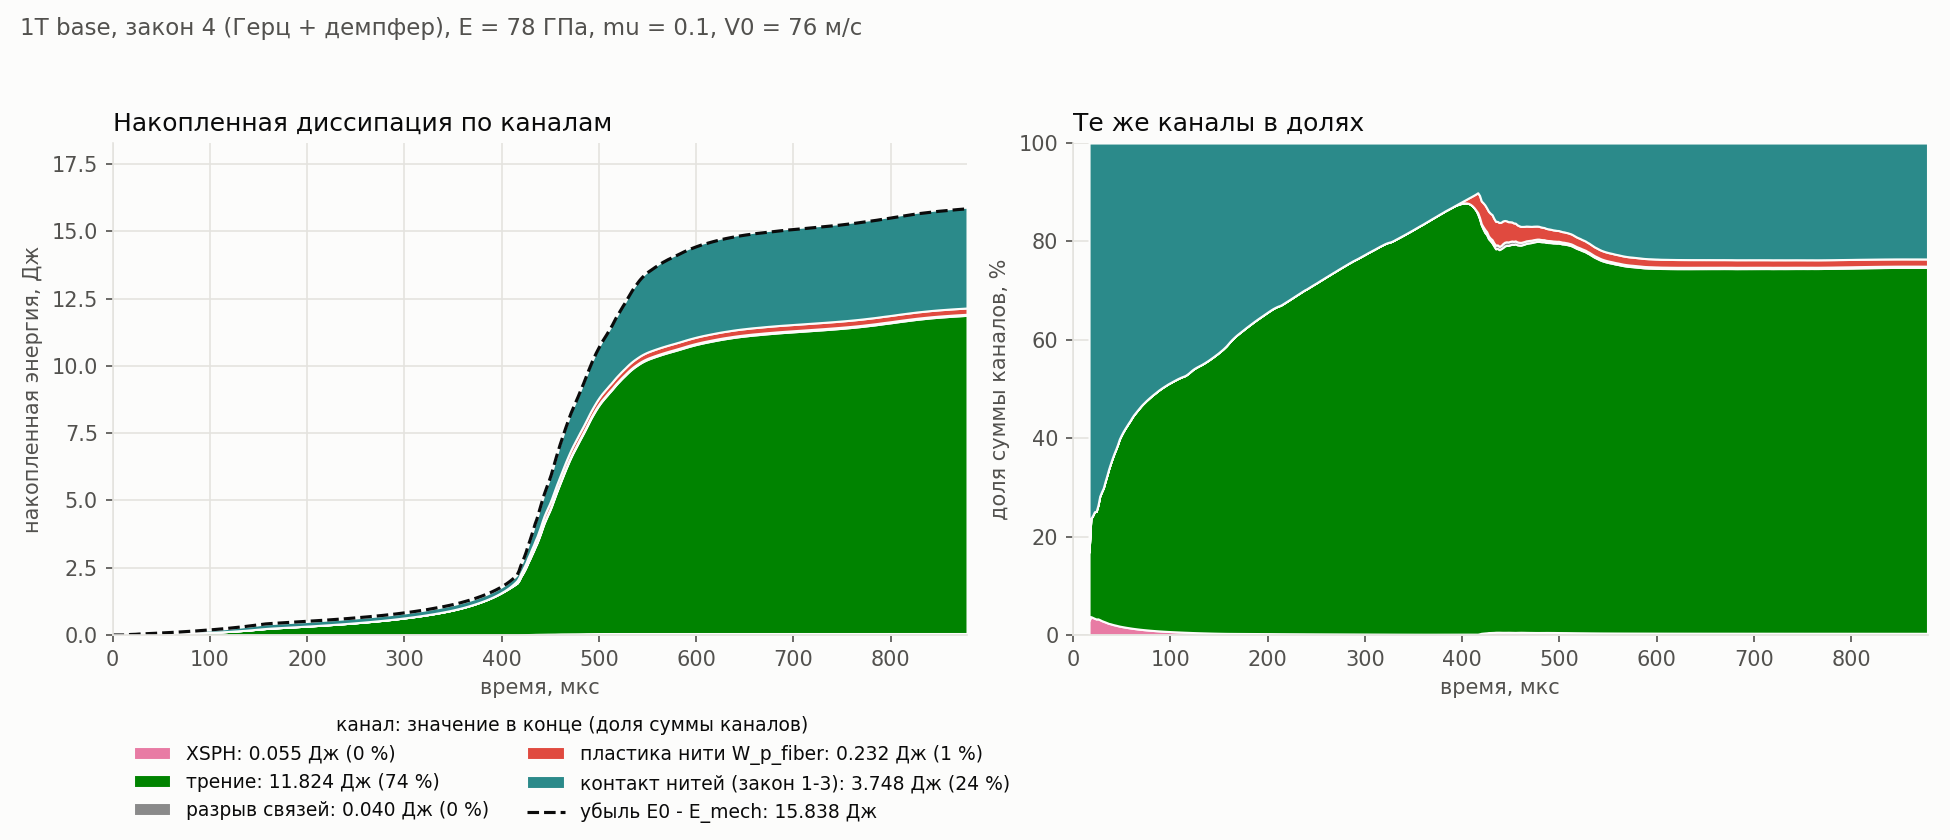 1T base, закон 4 (Герц + демпфер), E = 78 ГПа, mu = 0.1, V0 = 76 м/с
Накопленная диссипация по каналам
накопленная энергия, Дж
17.5
15.0
12.5
10.0
7.5
5.0
2.5
0.0
0 100 200 300 400 500 600 700 800
время, мкс
Те же каналы в долях
доля суммы каналов, %
100
80
60
40
20
0
0 100 200 300 400 500 600 700 800
время, мкс
канал: значение в конце (доля суммы каналов)
XSPH: 0.055 Дж (0 %)
трение: 11.824 Дж (74 %)
разрыв связей: 0.040 Дж (0 %)
пластика нити W_p_fiber: 0.232 Дж (1 %)
контакт нитей (закон 1-3): 3.748 Дж (24 %)
убыль E0 - E_mech: 15.838 Дж